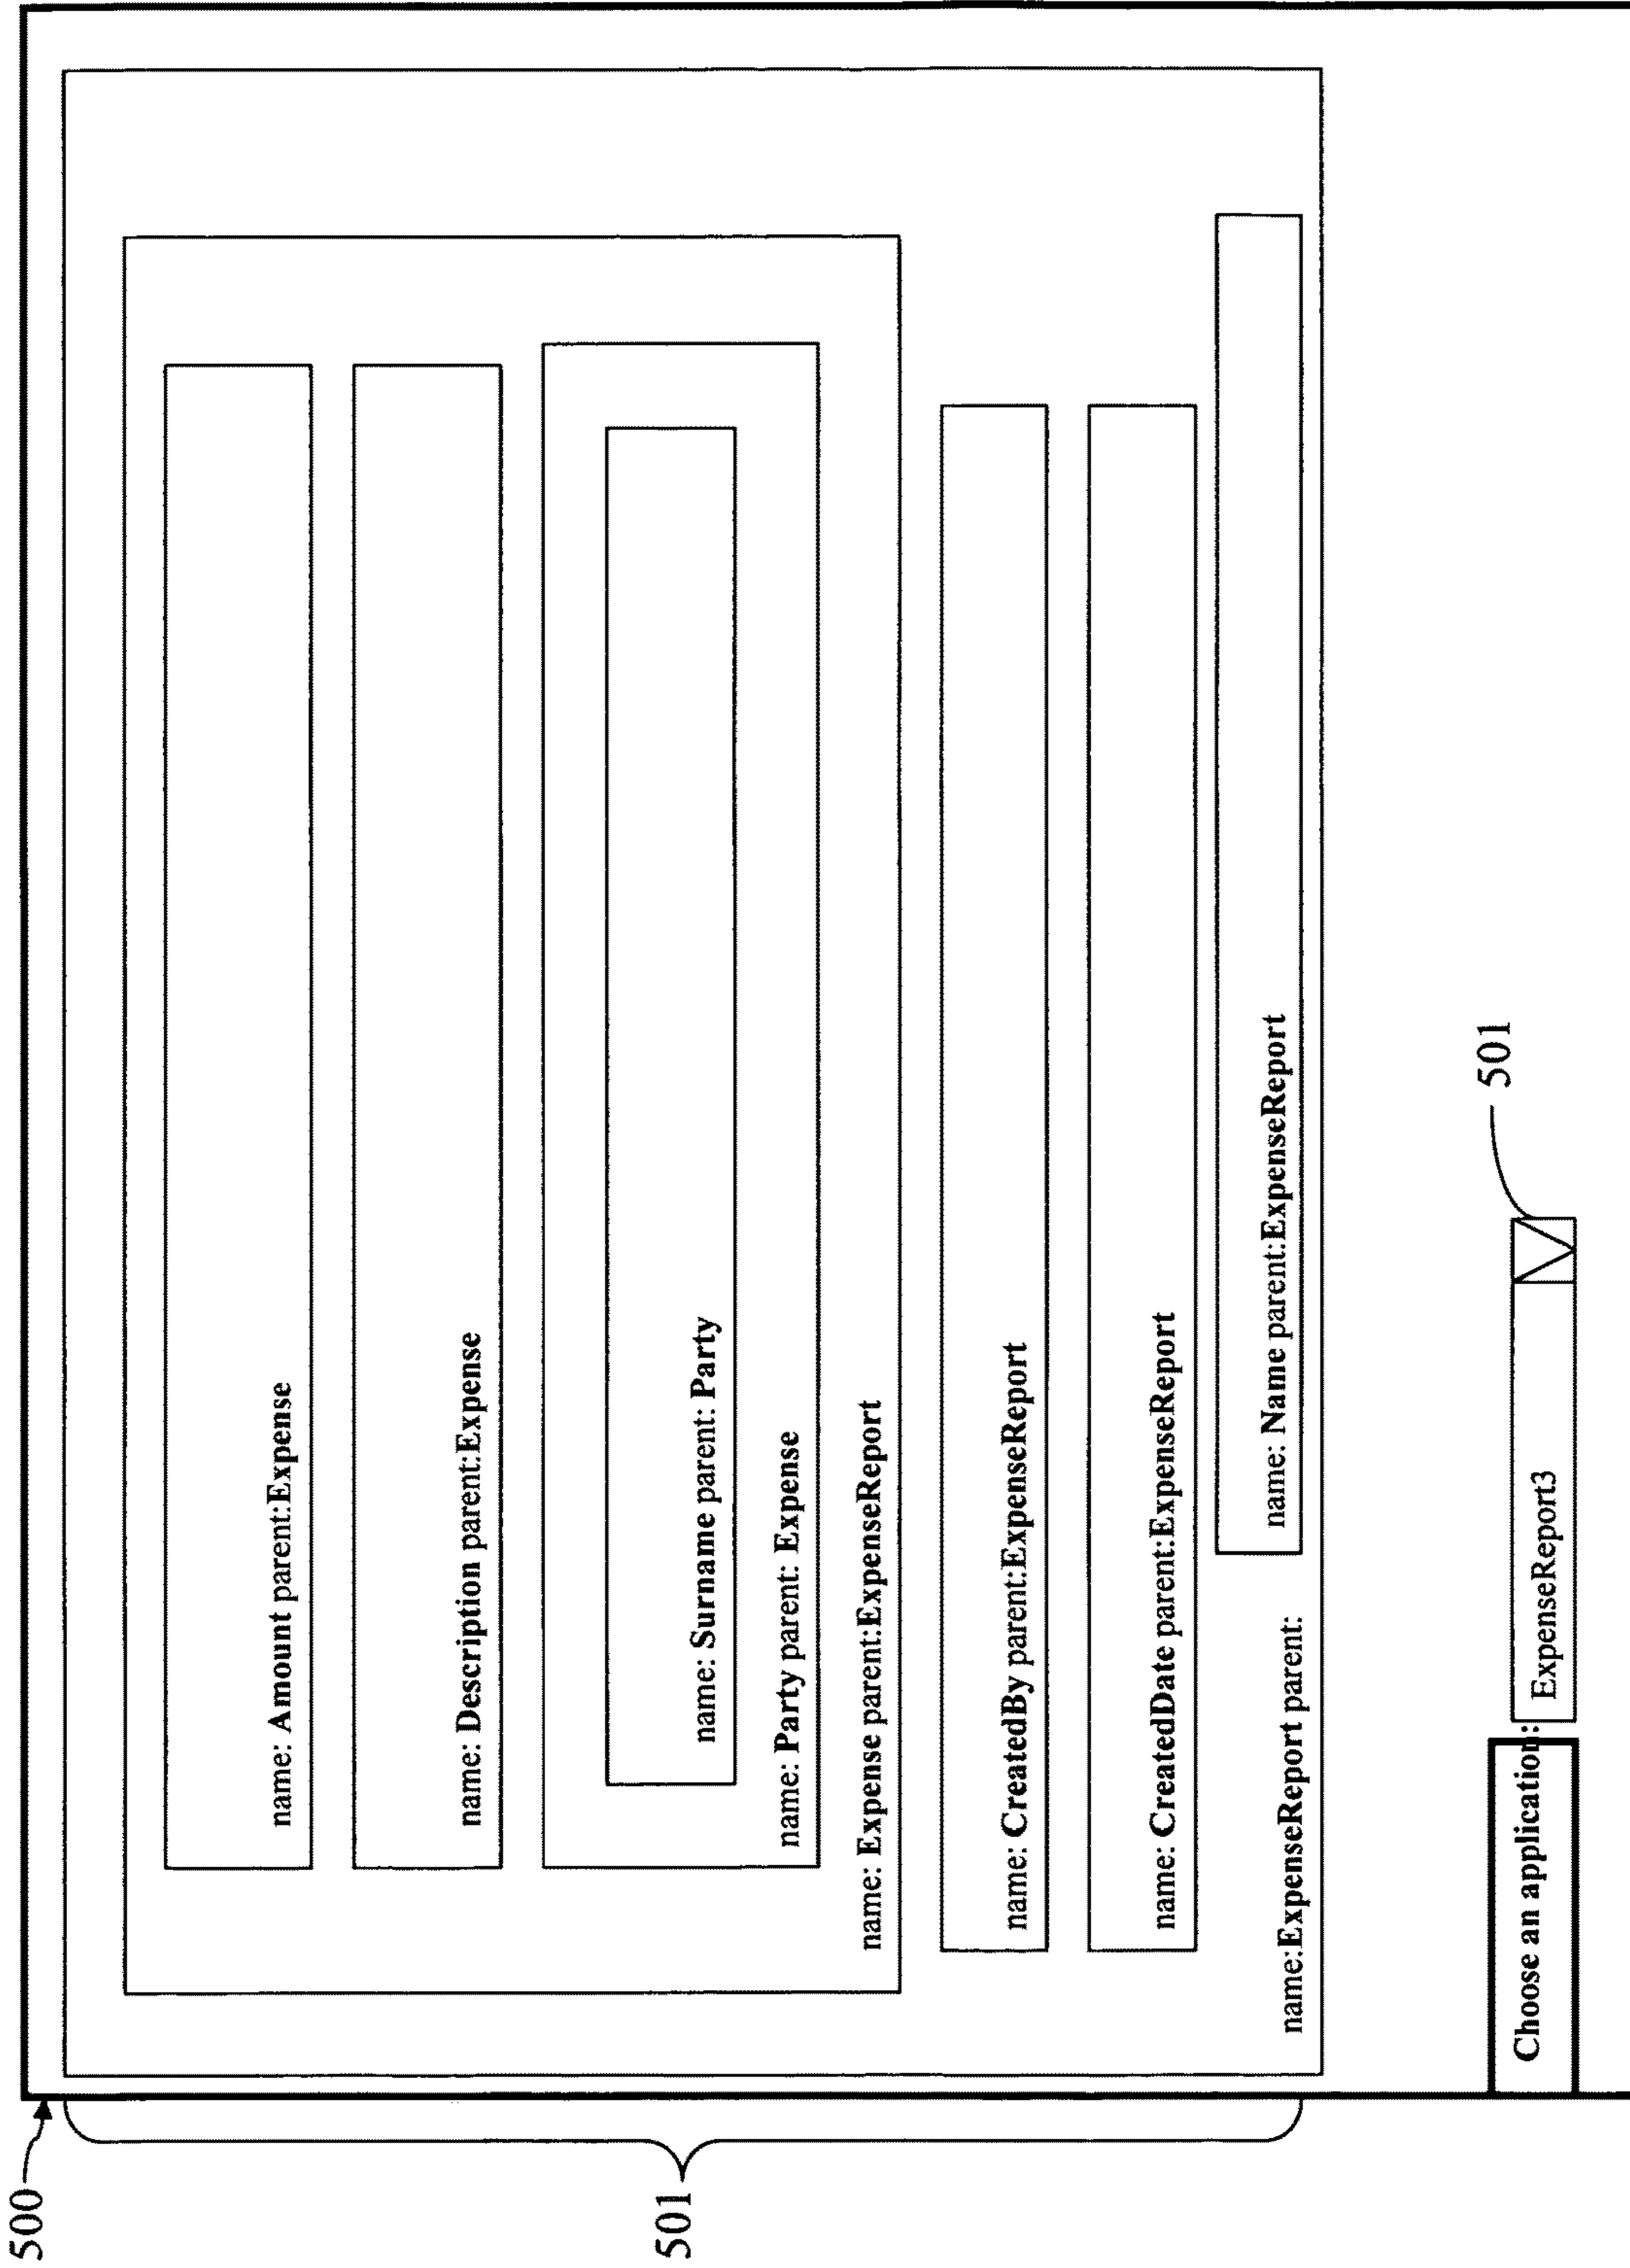 500
501
name: Amount parent:Expense
name: Description parent:Expense
name: Surname parent: Party
name: Party parent: Expense
name: Expense parent:ExpenseReport
name: CreatedBy parent:ExpenseReport
name: CreatedDate parent:ExpenseReport
name:ExpenseReport parent:
name: Name parent:ExpenseReport
Choose an application:
ExpenseReport3
501